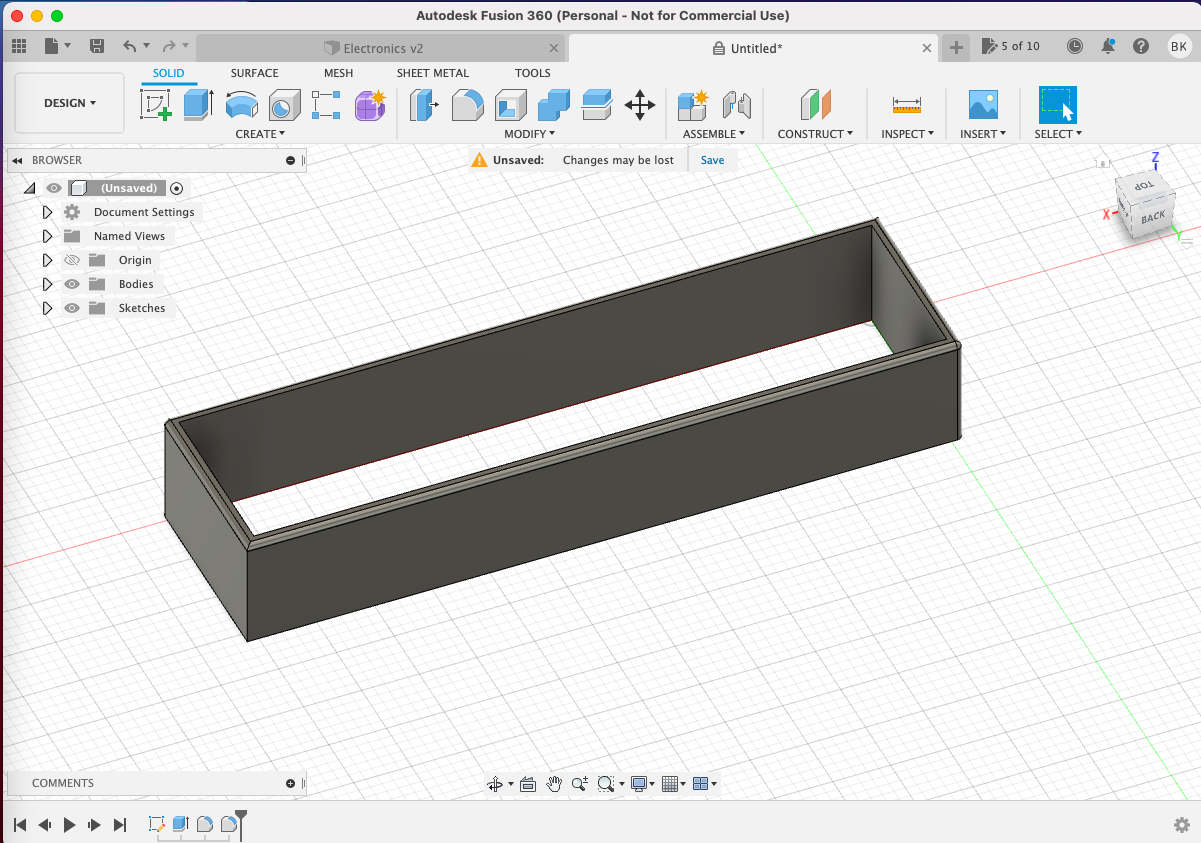 Autodesk Fusion 360 (Personal - Not for Commercial Use)
Electronics v2
Untitled*
5 of 10
BK
DESIGN
SOLID
SURFACE
MESH
SHEET METAL
TOOLS
CREATE
MODIFY
ASSEMBLE
CONSTRUCT
INSPECT
INSERT
SELECT
BROWSER
Unsaved: Changes may be lost
Save
(Unsaved)
Document Settings
Named Views
Origin
Bodies
Sketches
Z
TOP
X
BACK
Y
COMMENTS